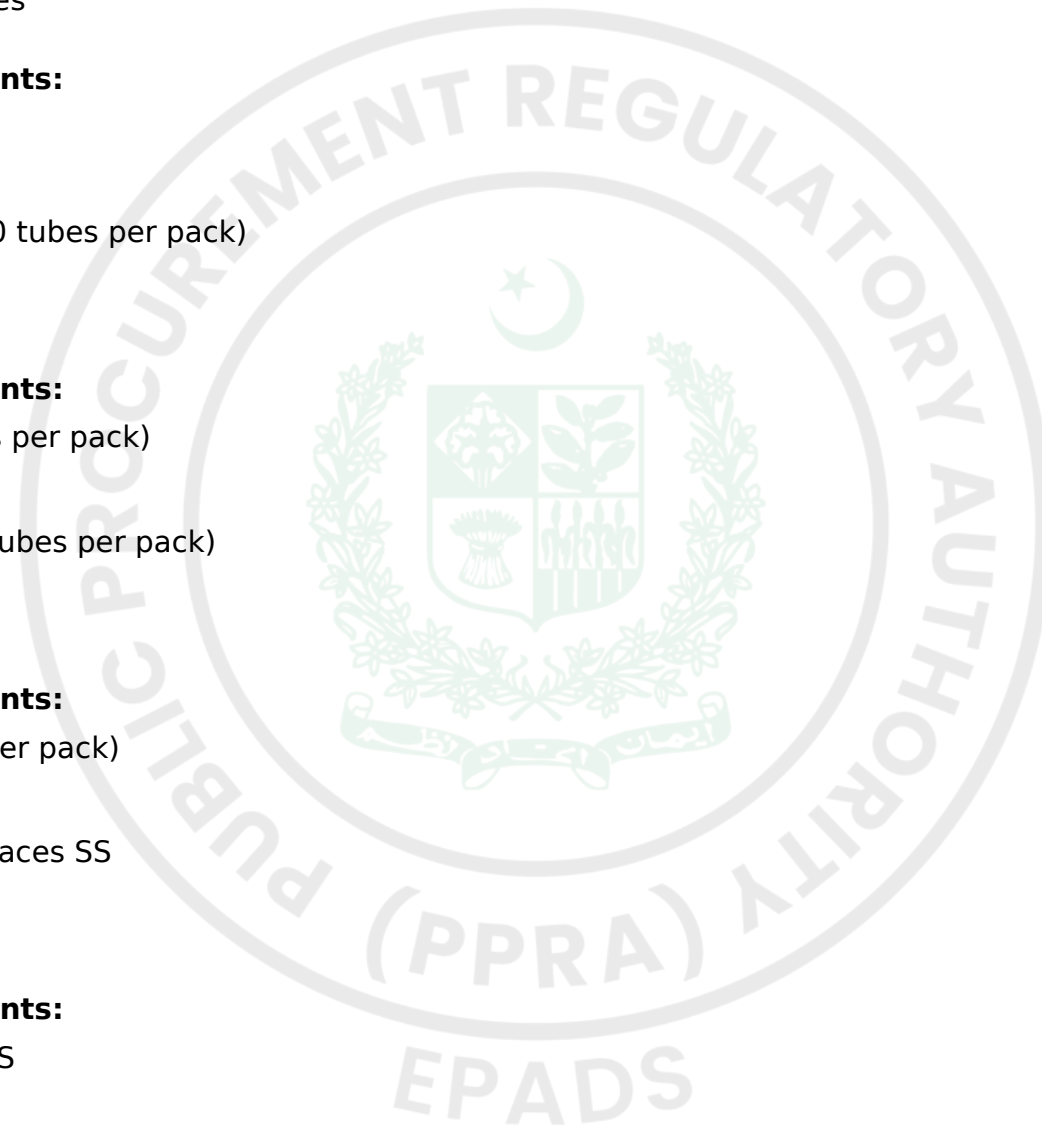 es
nts:
0 tubes per pack)
nts:
s per pack)
ubes per pack)
nts:
er pack)
aces SS
nts:
S
PUBLIC PROCUREMENT REGULATORY AUTHORITY
(PPRA)
EPADS